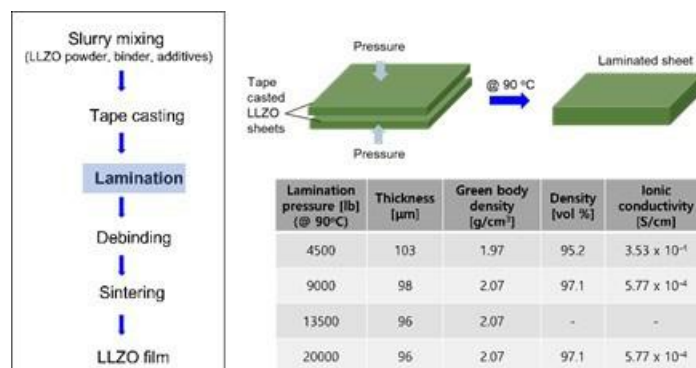 Slurry mixing
(LLZO powder, binder, additives)
Tape casting
Lamination
Debinding
Sintering
LLZO film
Pressure
Tape
casted
LLZO
sheets
Pressure
@ 90 ºC
Laminated sheet
Lamination pressure [lb] (@ 90ºC) Thickness [μm] Green body density [g/cm³] Density [vol %] Ionic conductivity [S/cm]
4500 103 1.97 95.2 3.53 x 10⁻⁴
9000 98 2.07 97.1 5.77 x 10⁻⁴
13500 96 2.07 - -
20000 96 2.07 97.1 5.77 x 10⁻⁴